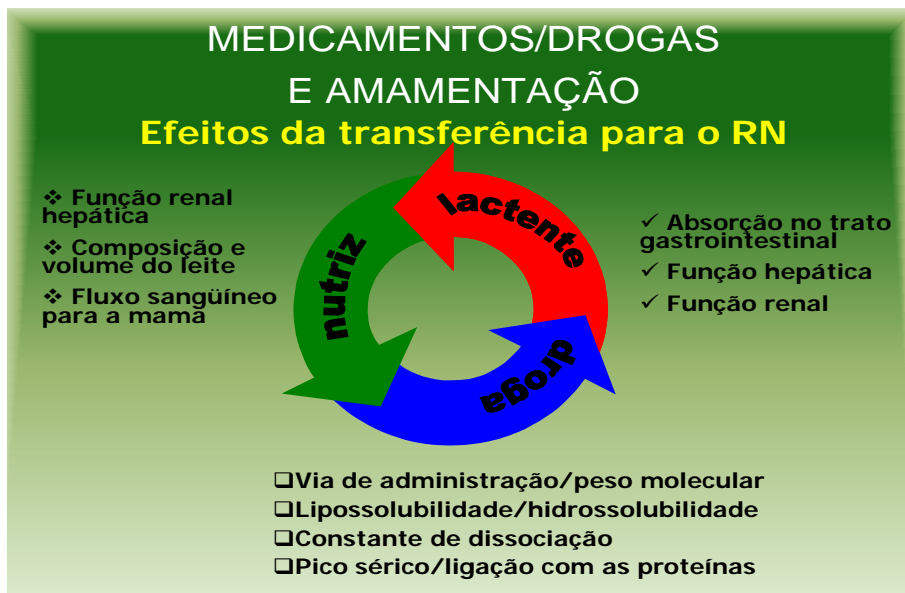 MEDICAMENTOS/DROGAS
E AMAMENTAÇÃO
Efeitos da transferência para o RN
❖ Função renal
hepática
❖ Composição e
volume do leite
❖ Fluxo sangüíneo
para a mama
nutriz
lactente
droga
✓ Absorção no trato
gastrointestinal
✓ Função hepática
✓ Função renal
❑Via de administração/peso molecular
❑Lipossolubilidade/hidrossolubilidade
❑Constante de dissociação
❑Pico sérico/ligação com as proteínas